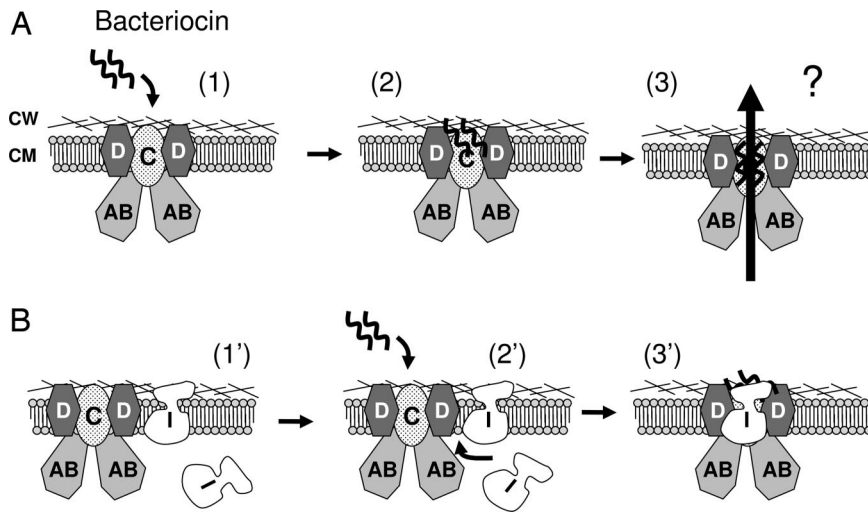 A Bacteriocin
(1) (2) (3) ?
CW
CM
D C D D C D D D
AB AB AB AB AB AB
B
(1') (2') (3')
D C D I D C D I D I D
AB AB I AB AB I AB AB